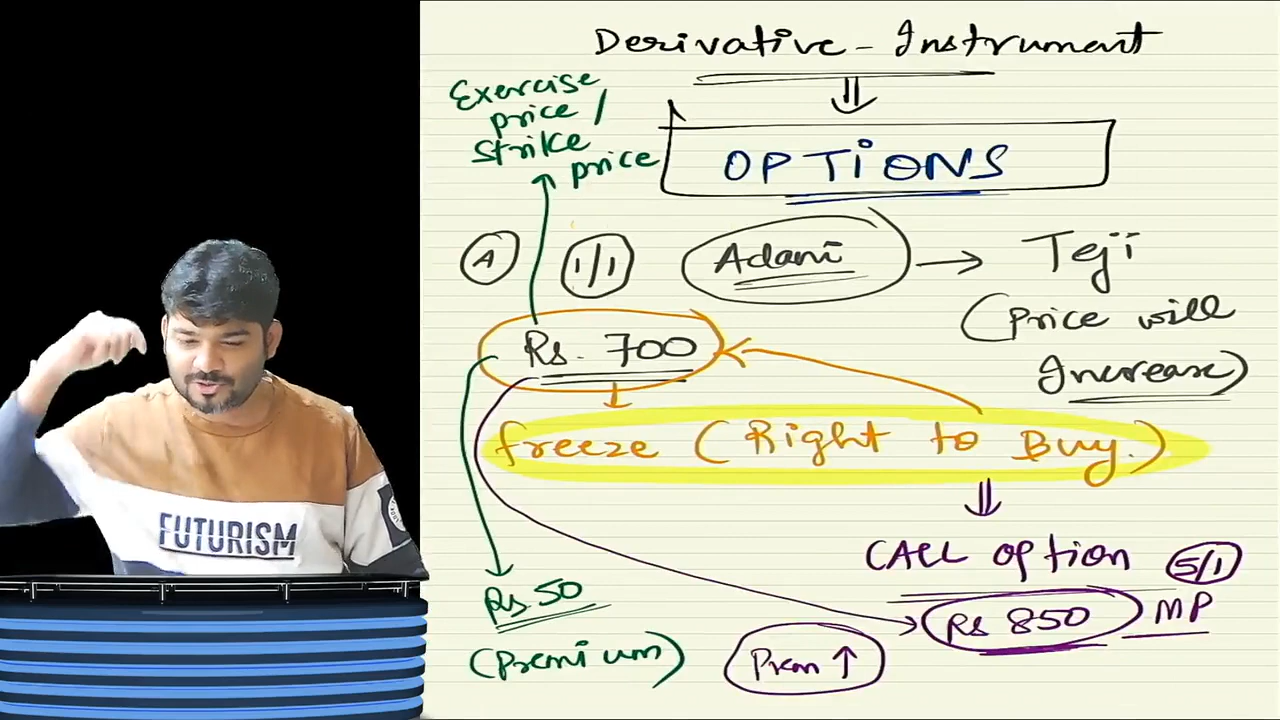 Derivative - Instrument
⇓
Exercise
price /
Strike
price
OPTIONS
A
1/1
Adani → Teji
(Price will
Increase)
Rs. 700
freeze (Right to Buy.)
⇓
CALL option
5/1
FUTURISM
Rs. 50
(Premium)
Rs 850 MP
Prem ↑